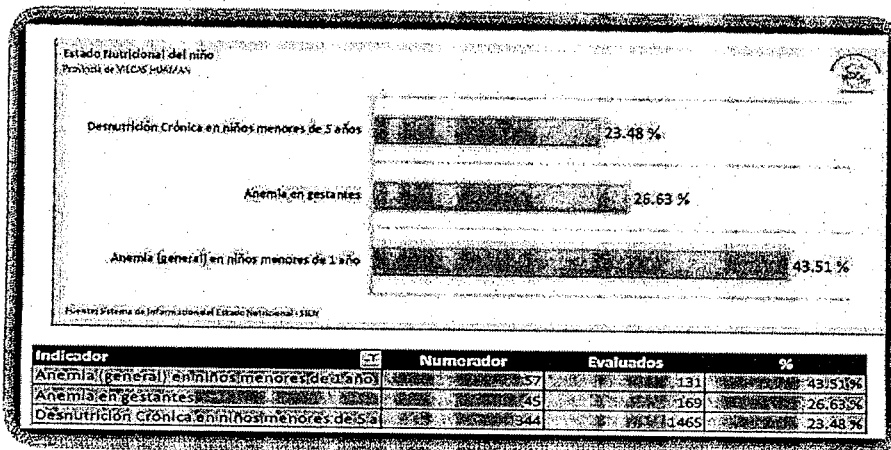 Estado Nutricional del niño
Provincia de VILCAS HUAMAN
Desnutrición Crónica en niños menores de 5 años
23.48 %
Anemia en gestantes
26.63 %
Anemia (general) en niños menores de 1 año
43.51 %
Fuente: Sistema de Informacion del Estado Nutricional - SIEN
Indicador Numerador Evaluados %
Anemia (general) en niños menores de 1 año 57 131 43.51%
Anemia en gestantes 45 169 26.63%
Desnutrición Crónica en niños menores de 5 a 344 1465 23.48%